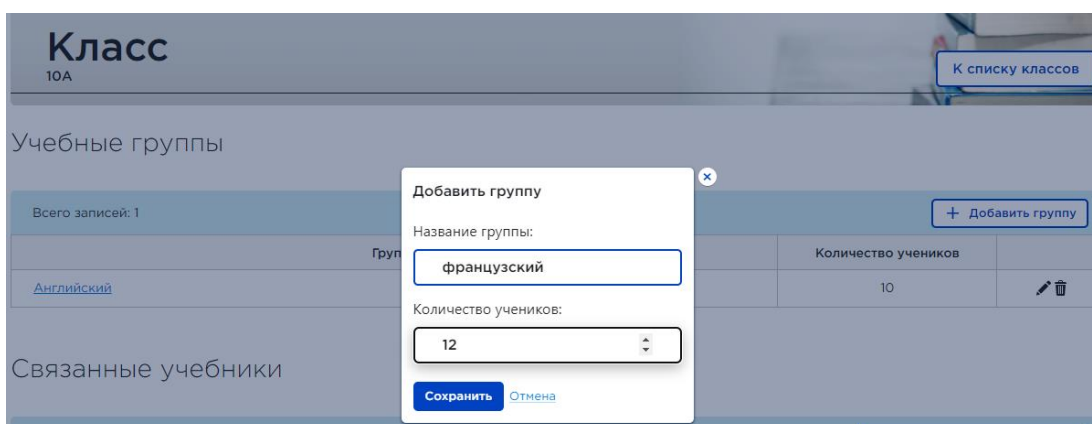 Класс
10А
К списку классов
Учебные группы
Добавить группу
Всего записей: 1
+ Добавить группу
Название группы:
Количество учеников
французский
Английский
10
Количество учеников:
12
Связанные учебники
Сохранить Отмена